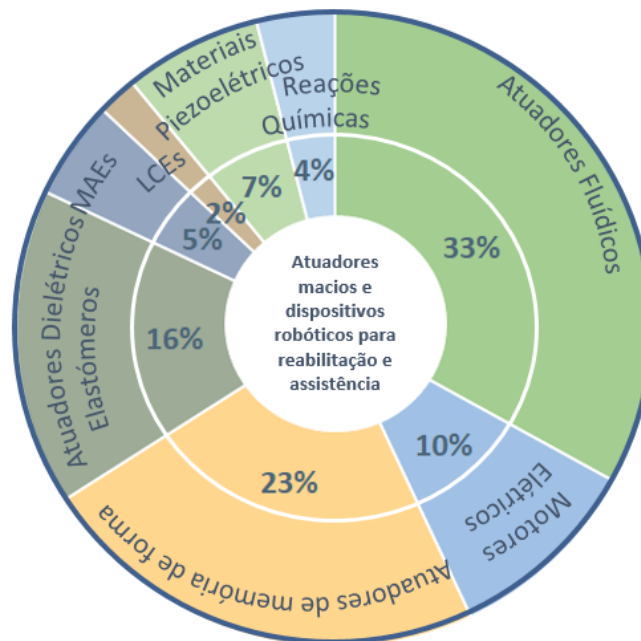 Atuadores
macios e
dispositivos
robóticos para
reabilitação e
assistência
Atuadores Fluídicos
33%
Motores
Elétricos
10%
Atuadores de memória de forma
23%
Atuadores Dielétricos
Elastómeros
16%
MAEs
5%
LCEs
2%
Materiais
Piezoelétricos
7%
Reações
Químicas
4%